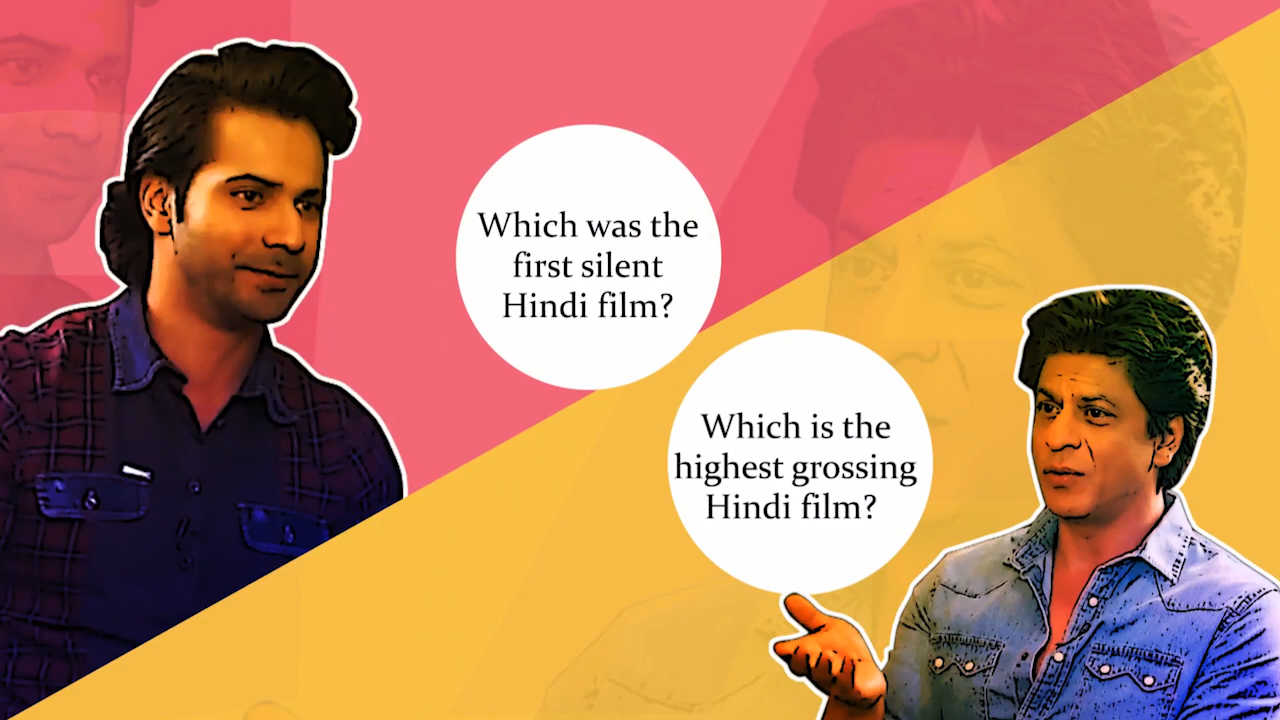 Which was the
first silent
Hindi film?
Which is the
highest grossing
Hindi film?